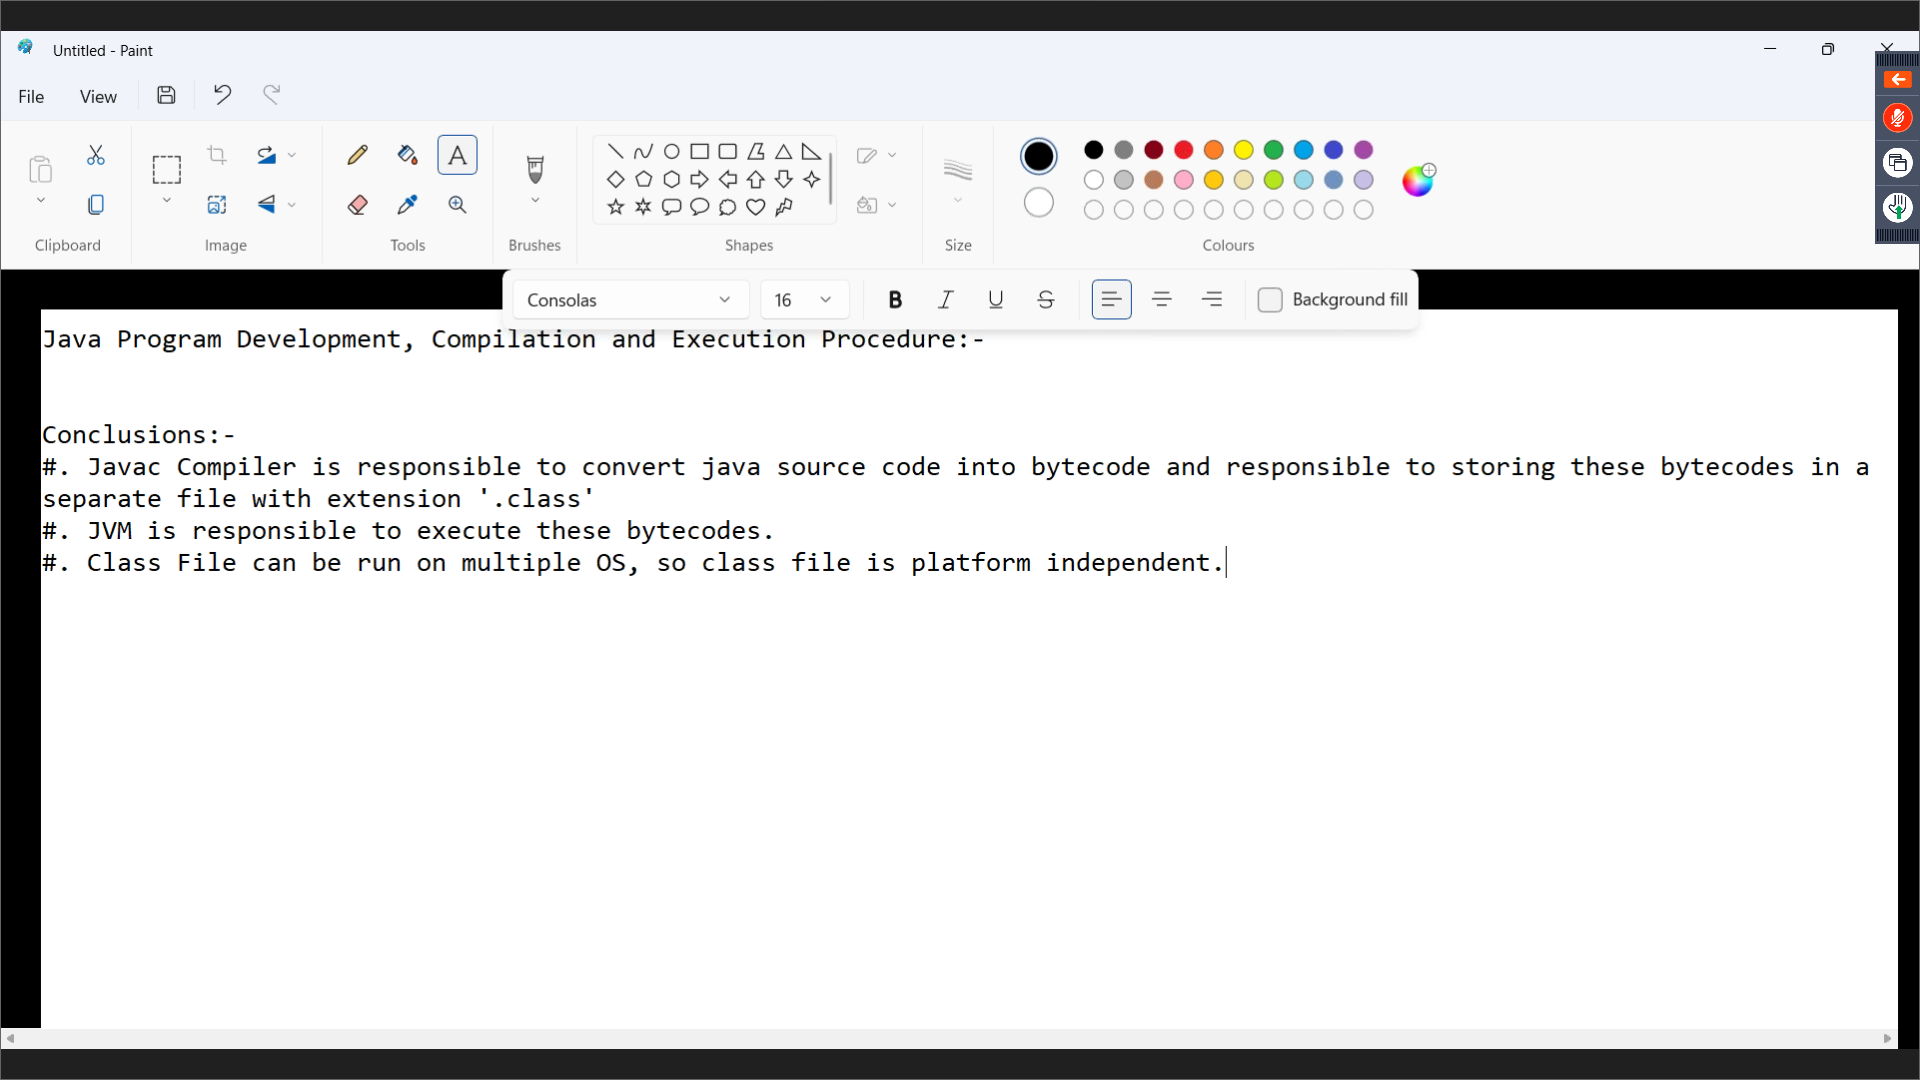 Untitled - Paint
File View
Clipboard Image Tools Brushes Shapes Size Colours
Consolas 16 B I U S Background fill
Java Program Development, Compilation and Execution Procedure:-
Conclusions:-
#. Javac Compiler is responsible to convert java source code into bytecode and responsible to storing these bytecodes in a
separate file with extension '.class'
#. JVM is responsible to execute these bytecodes.
#. Class File can be run on multiple OS, so class file is platform independent.